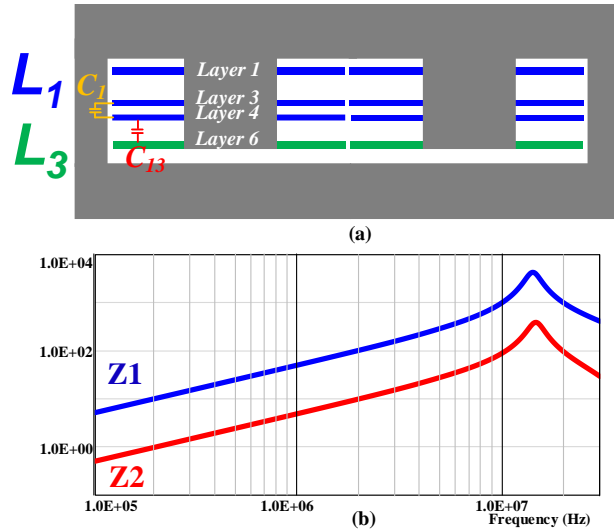 L1
C1
Layer 1
Layer 3
Layer 4
L3
C13
Layer 6
(a)
1.0E+04
1.0E+02
1.0E+00
Z1
Z2
1.0E+05
1.0E+06
1.0E+07
Frequency (Hz)
(b)